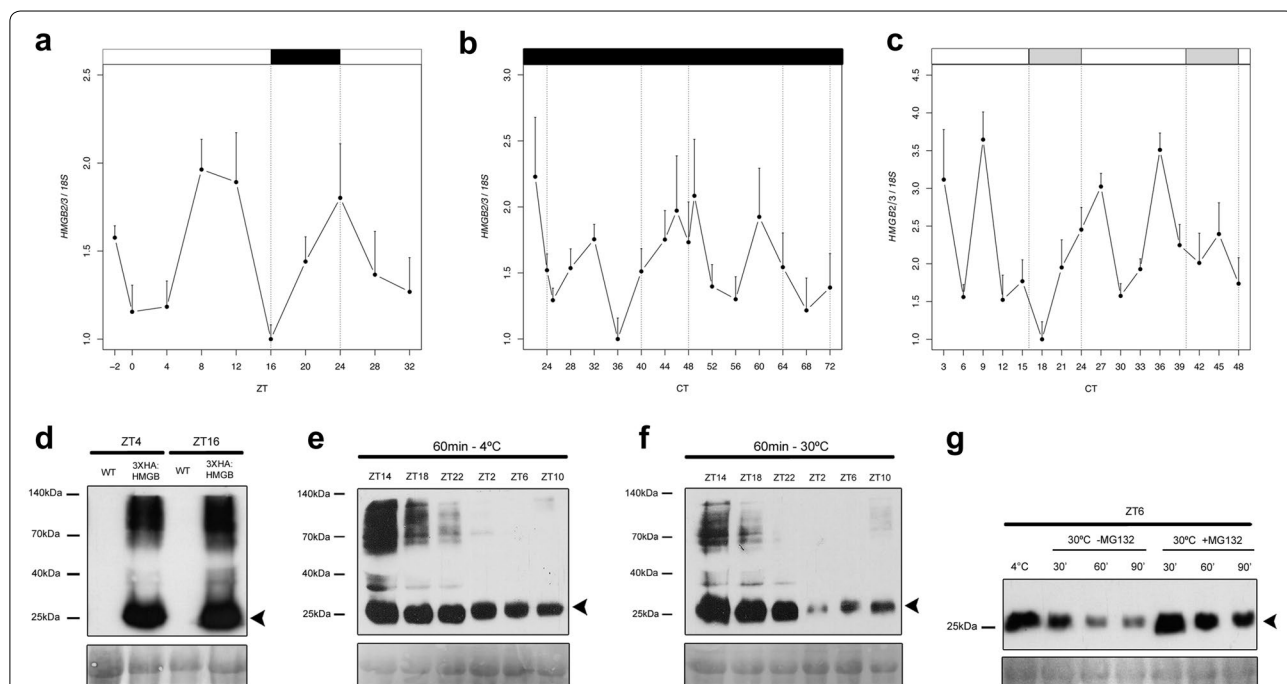 a
2.5
2.0
1.5
1.0
HMGB2/3 / 18S
−2 0 4 8 12 16 20 24 28 32
ZT
b
3.0
2.5
2.0
1.5
1.0
HMGB2/3 / 18S
24 28 32 36 40 44 48 52 56 60 64 68 72
CT
c
4.5
4.0
3.5
3.0
2.5
2.0
1.5
1.0
HMGB2/3 / 18S
3 6 9 12 15 18 21 24 27 30 33 36 39 42 45 48
CT
d
ZT4 ZT16
WT 3XHA:HMGB WT 3XHA:HMGB
140kDa
70kDa
40kDa
25kDa
e
60min - 4ºC
ZT14 ZT18 ZT22 ZT2 ZT6 ZT10
140kDa
70kDa
40kDa
25kDa
f
60min - 30ºC
ZT14 ZT18 ZT22 ZT2 ZT6 ZT10
140kDa
70kDa
40kDa
25kDa
g
ZT6
30ºC -MG132 30ºC +MG132
4°C 30' 60' 90' 30' 60' 90'
25kDa